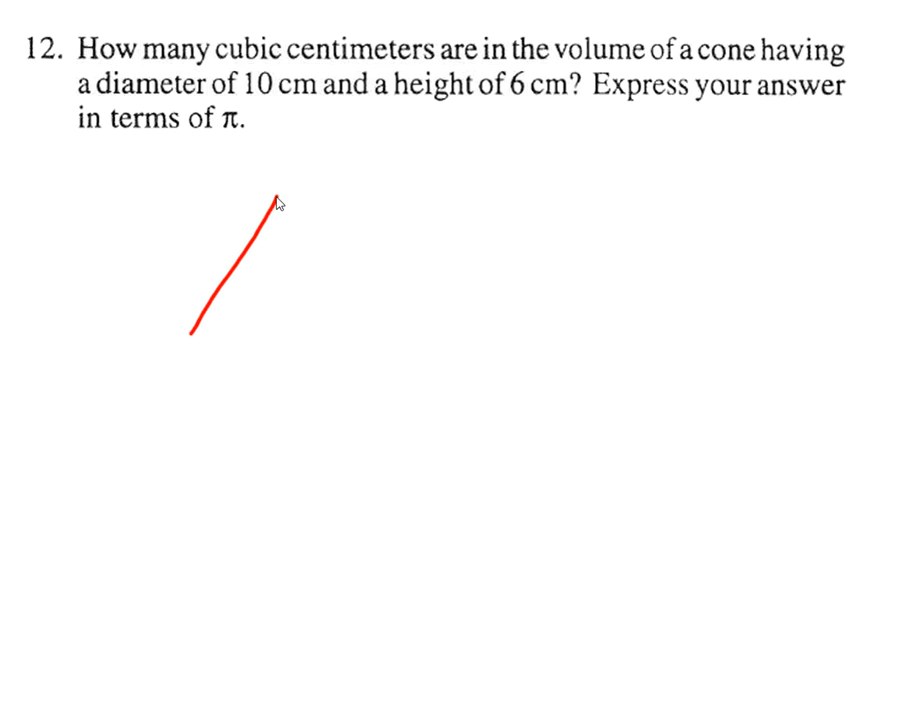 12. How many cubic centimeters are in the volume of a cone having
a diameter of 10 cm and a height of 6 cm? Express your answer
in terms of π.